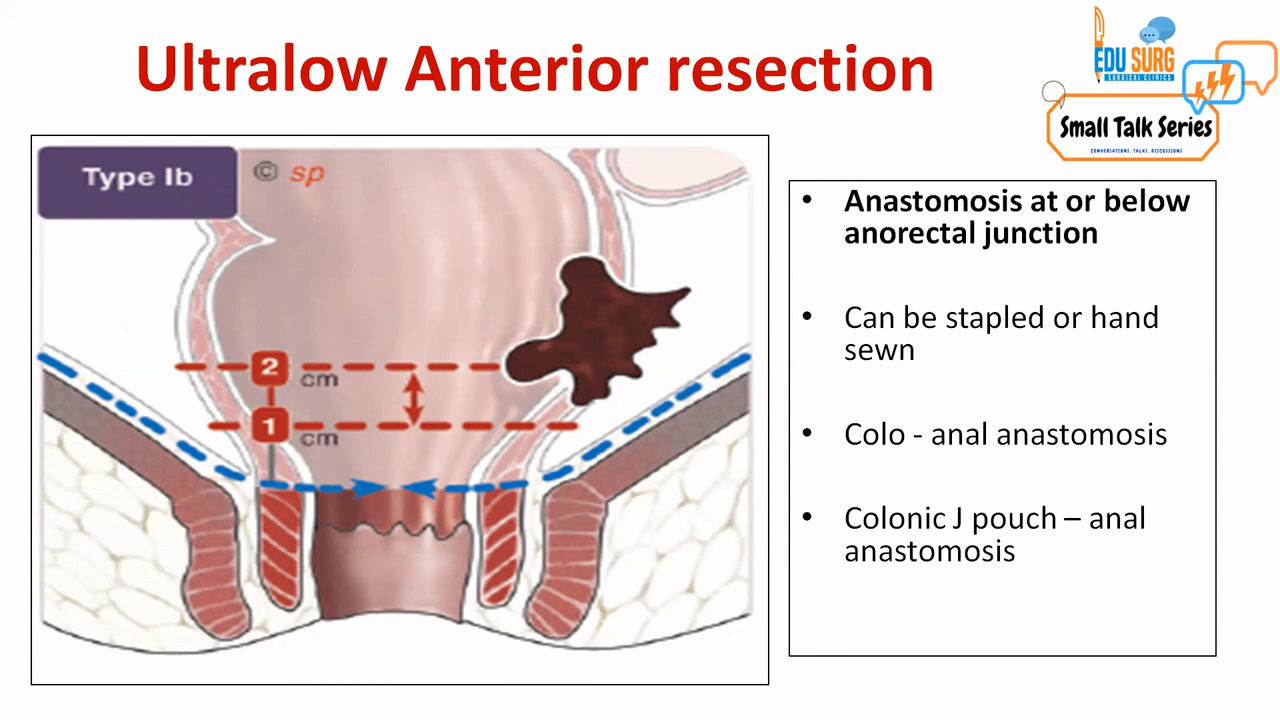 Ultralow Anterior resection
EDU SURG
SURGICAL CLINICS
Small Talk Series
CONVERSATIONS, TALKS, DISCUSSIONS
Type Ib
© sp
2
cm
1
cm
• Anastomosis at or below
anorectal junction
• Can be stapled or hand
sewn
• Colo - anal anastomosis
• Colonic J pouch – anal
anastomosis